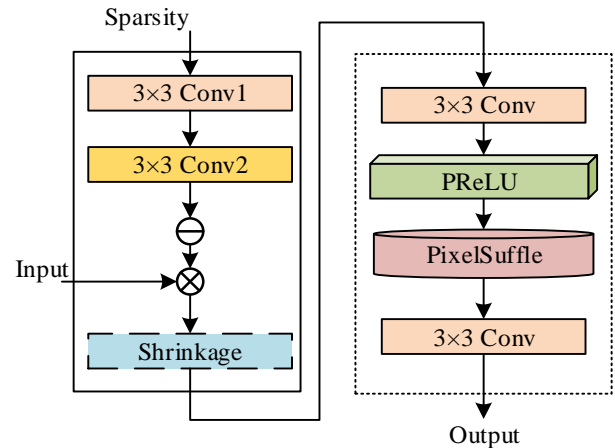 Sparsity
3×3 Conv1
3×3 Conv2
Input
Shrinkage
3×3 Conv
PReLU
PixelSuffle
3×3 Conv
Output